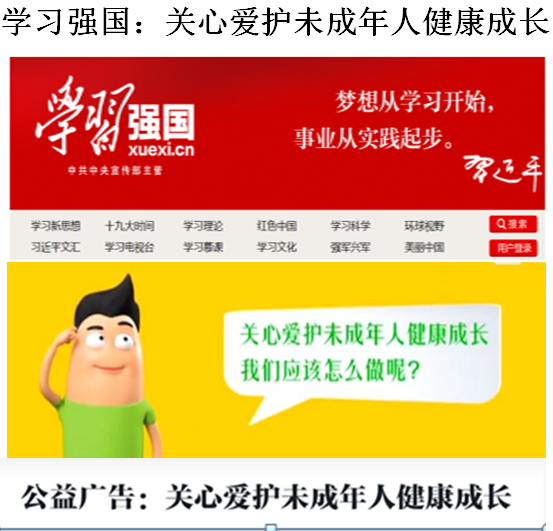 学习强国：关心爱护未成年人健康成长
學習强国
xuexi.cn
中共中央宣传部主管
梦想从学习开始，
事业从实践起步。
习近平
学习新思想 十九大时间 学习理论 红色中国 学习科学 环球视野 搜索
习近平文汇 学习电视台 学习慕课 学习文化 强军兴军 美丽中国 用户登录
关心爱护未成年人健康成长
我们应该怎么做呢？
公益广告：关心爱护未成年人健康成长